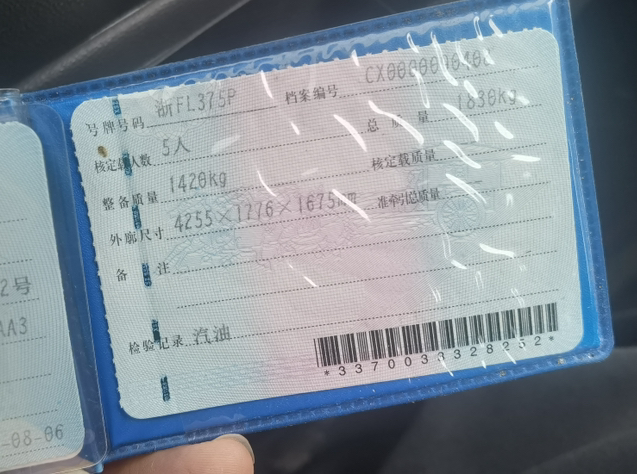 号牌号码 浙FL375P 档案编号
核定载人数 5人 总质量 1830kg
整备质量 1420kg 核定载质量
外廓尺寸 4255×1776×1675mm 准牵引总质量
备注
检验记录 汽油
*3370033328252*
2号
AA3
-08-06